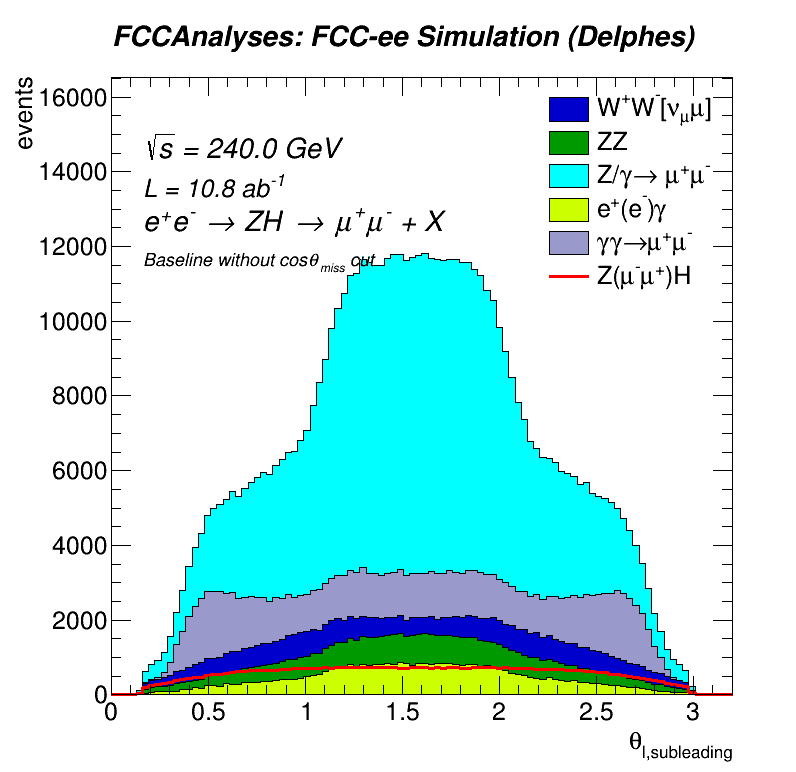 FCCAnalyses: FCC-ee Simulation (Delphes)
events
16000
14000
12000
10000
8000
6000
4000
2000
0
√s = 240.0 GeV
L = 10.8 ab⁻¹
e⁺e⁻ → ZH → μ⁺μ⁻ + X
Baseline without cosθ_miss cut
W⁺W⁻[ν_μμ]
ZZ
Z/γ→ μ⁺μ⁻
e⁺(e⁻)γ
γγ→μ⁺μ⁻
Z(μ⁻μ⁺)H
0 0.5 1 1.5 2 2.5 3
θ_l,subleading